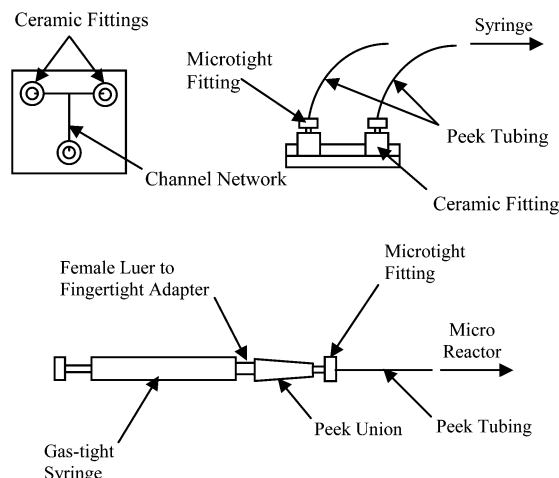 Ceramic Fittings
Channel Network
Microtight
Fitting
Syringe
Peek Tubing
Ceramic Fitting
Female Luer to
Fingertight Adapter
Microtight
Fitting
Micro
Reactor
Gas-tight
Syringe
Peek Union
Peek Tubing